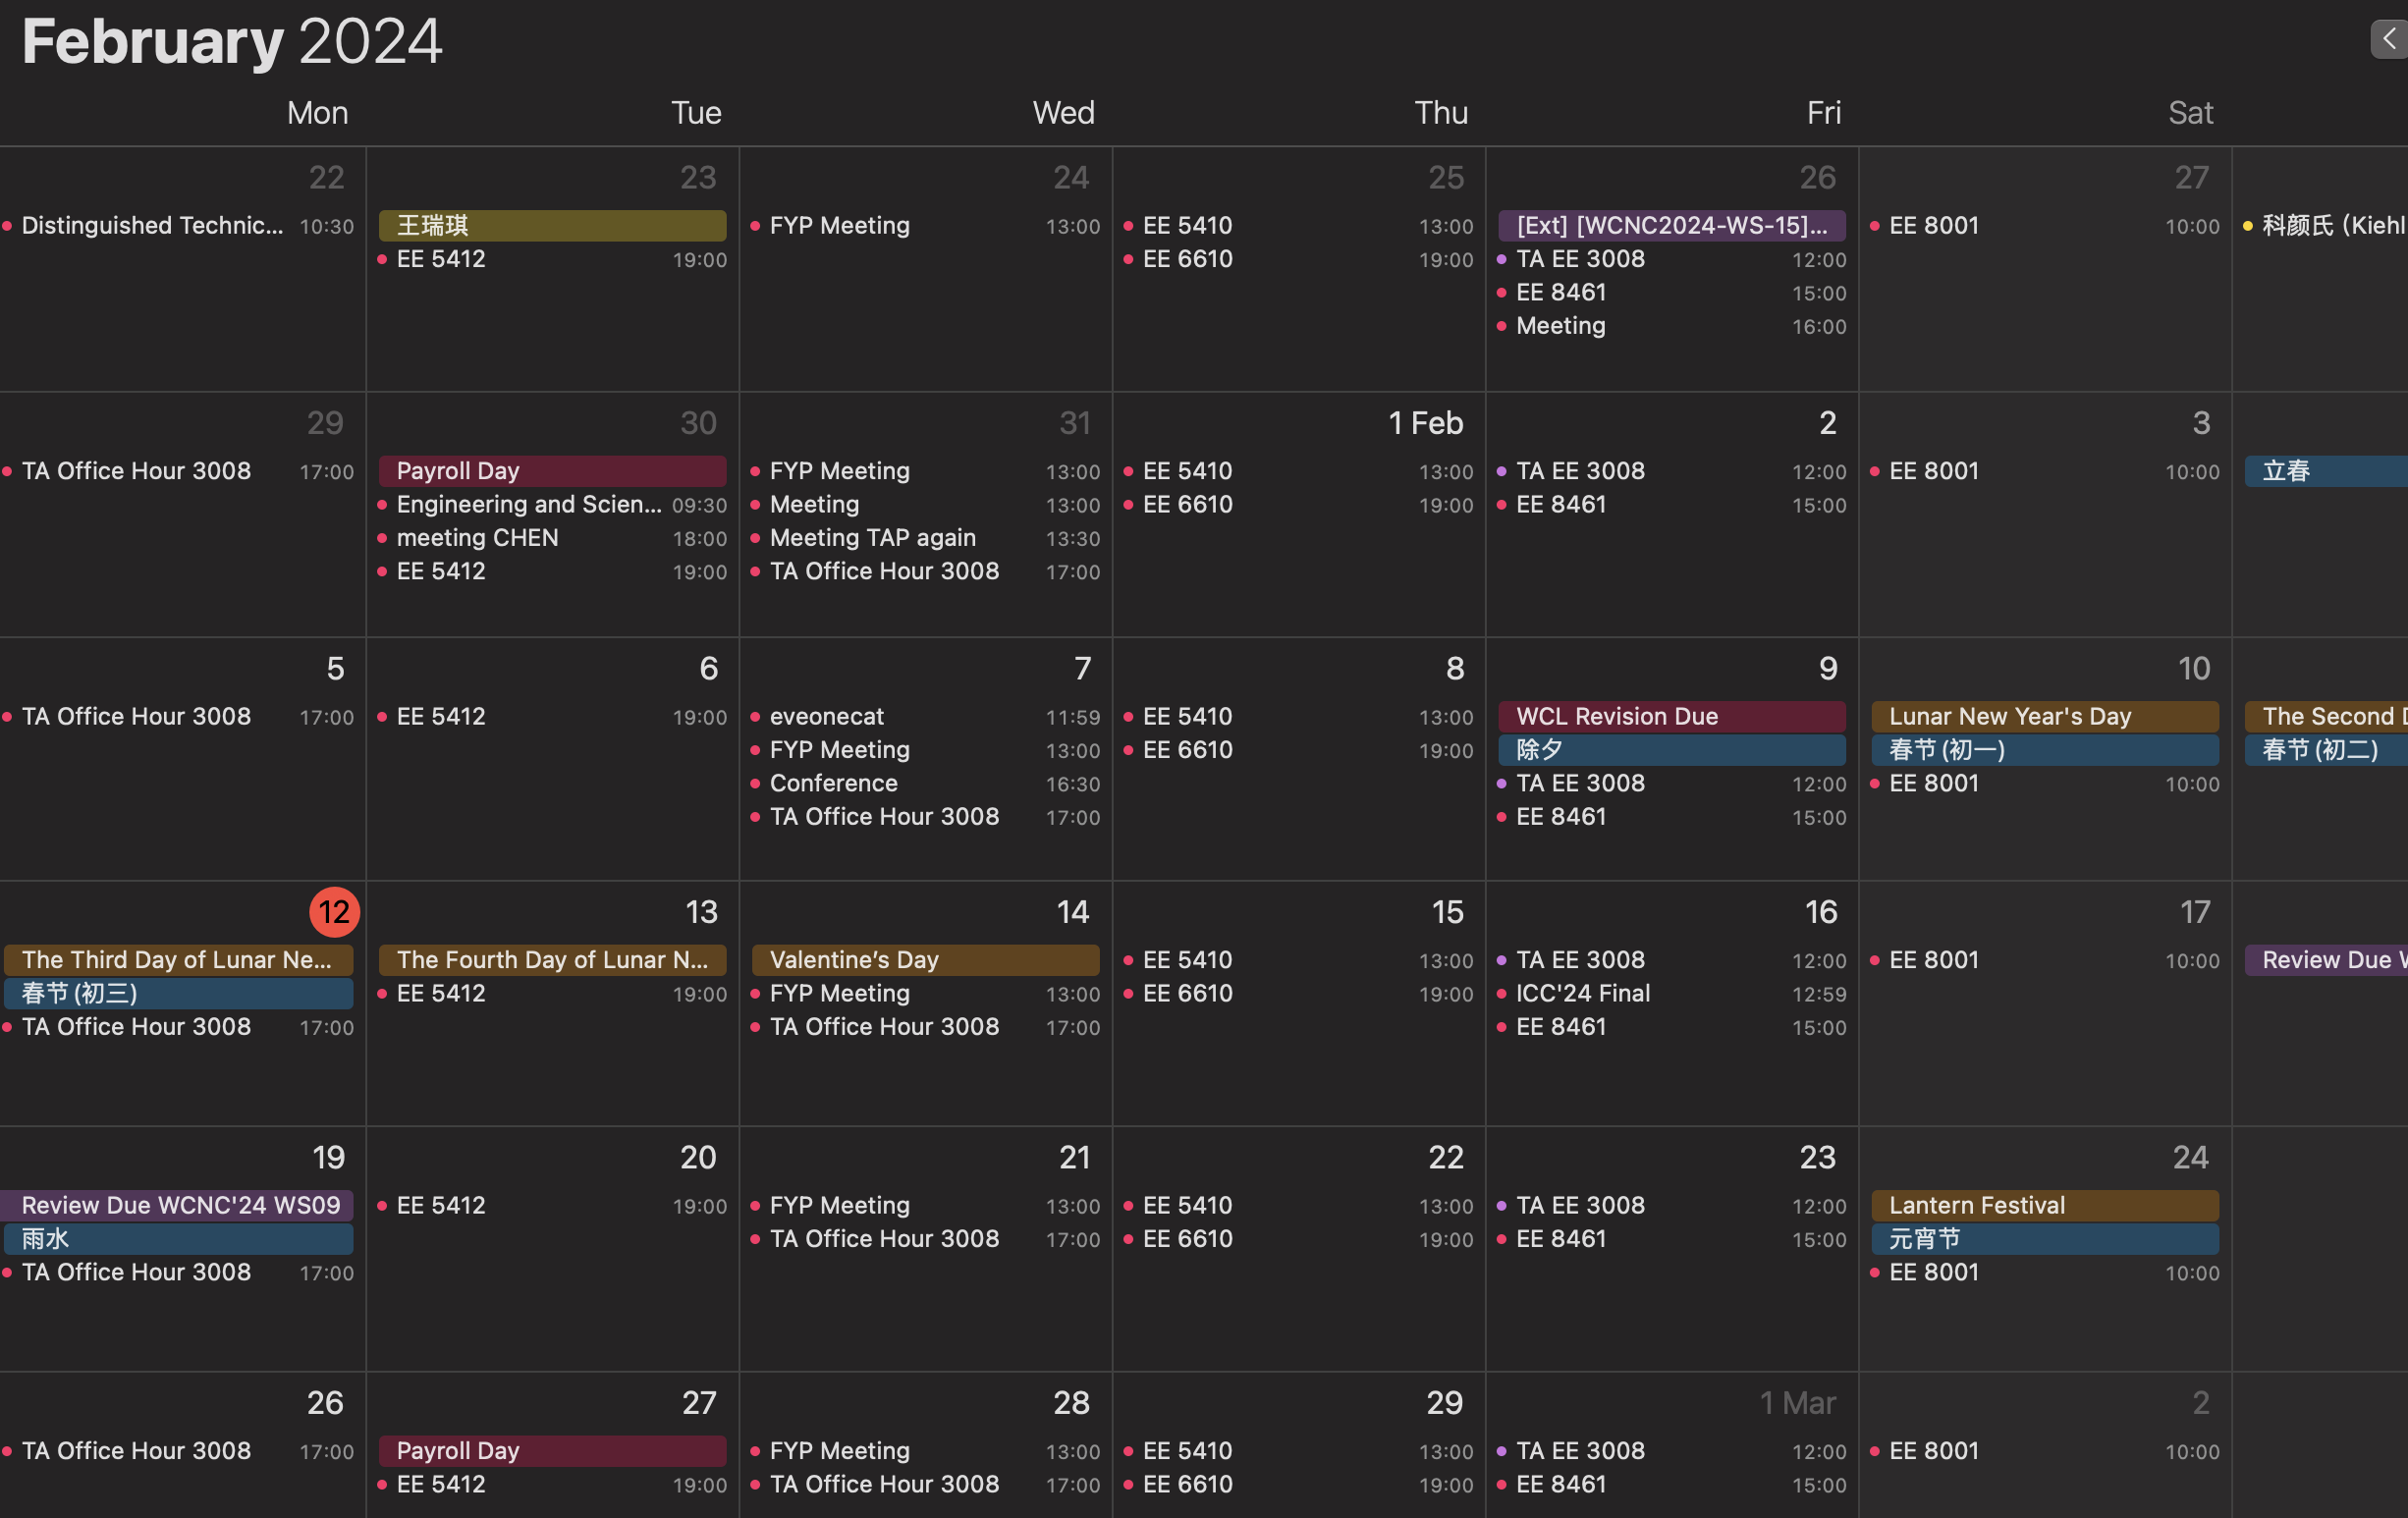 February 2024
Mon Tue Wed Thu Fri Sat
22
Distinguished Technic... 10:30
23
王瑞琪
EE 5412 19:00
24
FYP Meeting 13:00
25
EE 5410 13:00
EE 6610 19:00
26
[Ext] [WCNC2024-WS-15]...
TA EE 3008 12:00
EE 8461 15:00
Meeting 16:00
27
EE 8001 10:00
科颜氏 (Kiehl
29
TA Office Hour 3008 17:00
30
Payroll Day
Engineering and Scien... 09:30
meeting CHEN 18:00
EE 5412 19:00
31
FYP Meeting 13:00
Meeting 13:00
Meeting TAP again 13:30
TA Office Hour 3008 17:00
1 Feb
EE 5410 13:00
EE 6610 19:00
2
TA EE 3008 12:00
EE 8461 15:00
3
EE 8001 10:00
立春
5
TA Office Hour 3008 17:00
6
EE 5412 19:00
7
eveonecat 11:59
FYP Meeting 13:00
Conference 16:30
TA Office Hour 3008 17:00
8
EE 5410 13:00
EE 6610 19:00
9
WCL Revision Due
除夕
TA EE 3008 12:00
EE 8461 15:00
10
Lunar New Year's Day
春节 (初一)
EE 8001 10:00
The Second
春节 (初二)
12
The Third Day of Lunar Ne...
春节 (初三)
TA Office Hour 3008 17:00
13
The Fourth Day of Lunar N...
EE 5412 19:00
14
Valentine’s Day
FYP Meeting 13:00
TA Office Hour 3008 17:00
15
EE 5410 13:00
EE 6610 19:00
16
TA EE 3008 12:00
ICC'24 Final 12:59
EE 8461 15:00
17
EE 8001 10:00
Review Due
19
Review Due WCNC'24 WS09
雨水
TA Office Hour 3008 17:00
20
EE 5412 19:00
21
FYP Meeting 13:00
TA Office Hour 3008 17:00
22
EE 5410 13:00
EE 6610 19:00
23
TA EE 3008 12:00
EE 8461 15:00
24
Lantern Festival
元宵节
EE 8001 10:00
26
TA Office Hour 3008 17:00
27
Payroll Day
EE 5412 19:00
28
FYP Meeting 13:00
TA Office Hour 3008 17:00
29
EE 5410 13:00
EE 6610 19:00
1 Mar
TA EE 3008 12:00
EE 8461 15:00
2
EE 8001 10:00